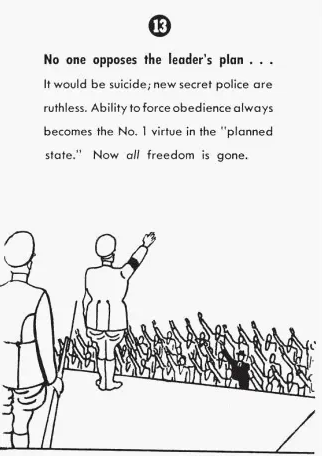 13
No one opposes the leader's plan . . .
It would be suicide; new secret police are
ruthless. Ability to force obedience always
becomes the No. 1 virtue in the "planned
state." Now all freedom is gone.